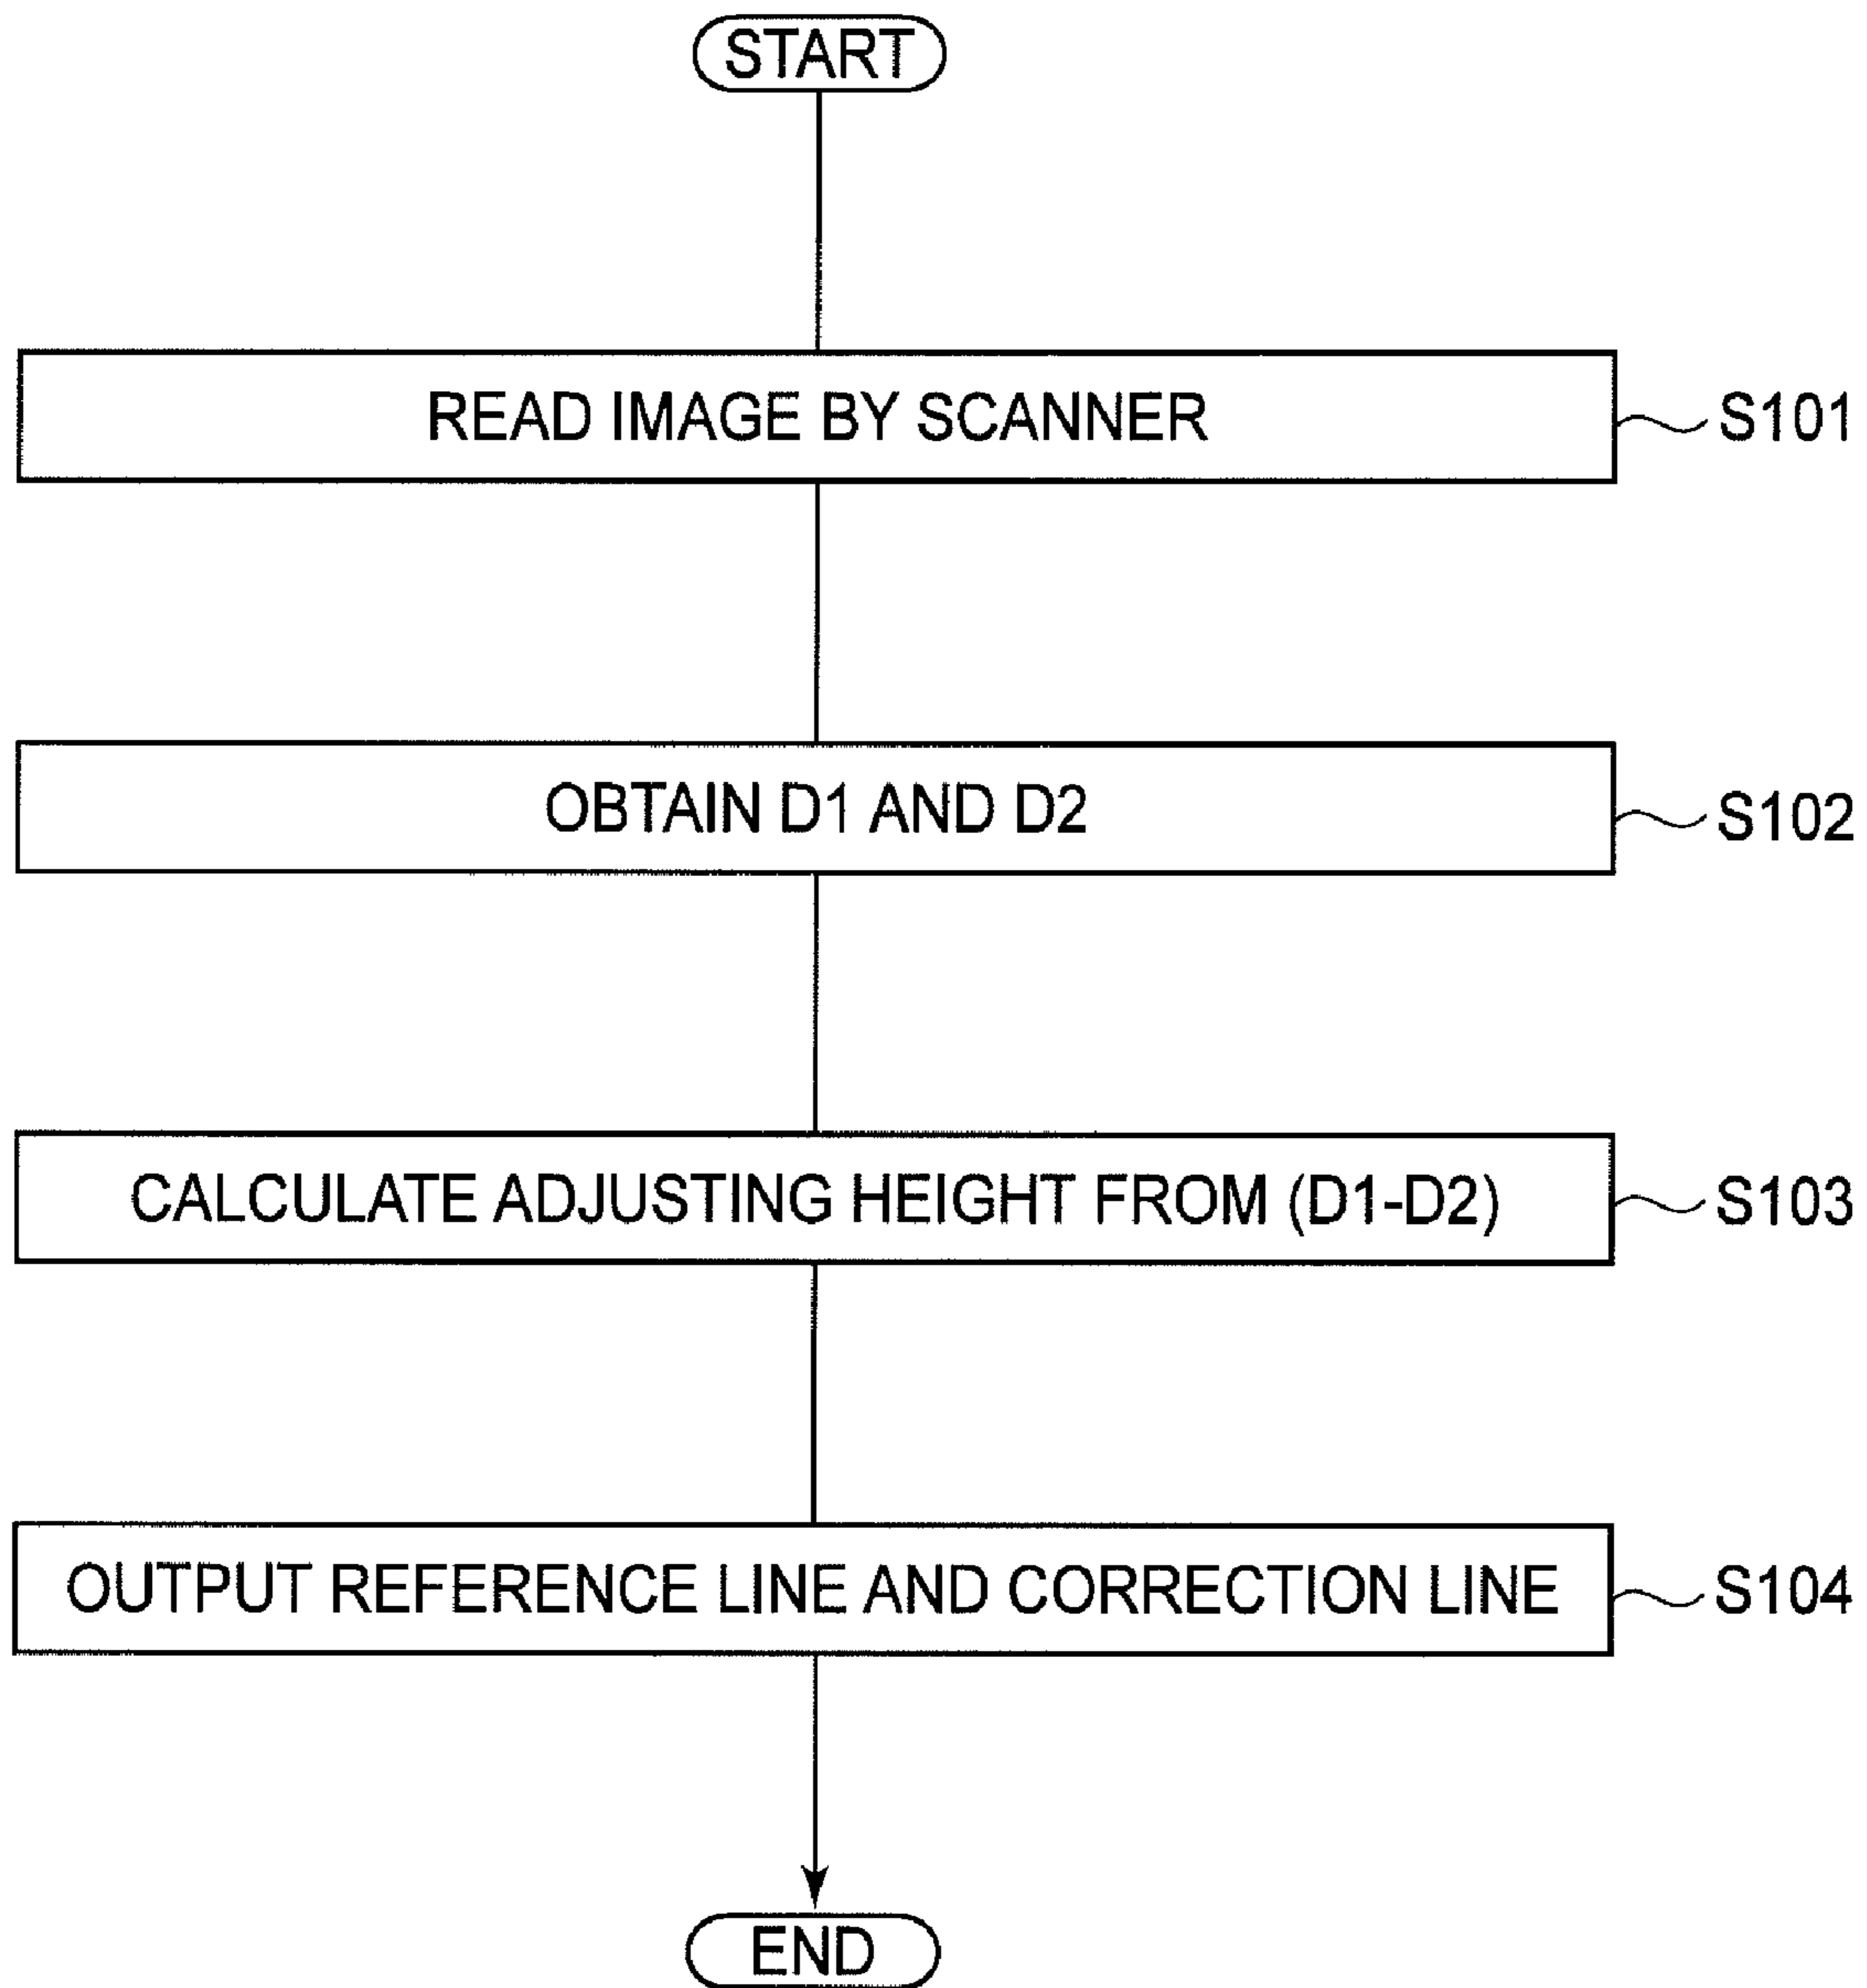 START
READ IMAGE BY SCANNER
S101
OBTAIN D1 AND D2
S102
CALCULATE ADJUSTING HEIGHT FROM (D1-D2)
S103
OUTPUT REFERENCE LINE AND CORRECTION LINE
S104
END